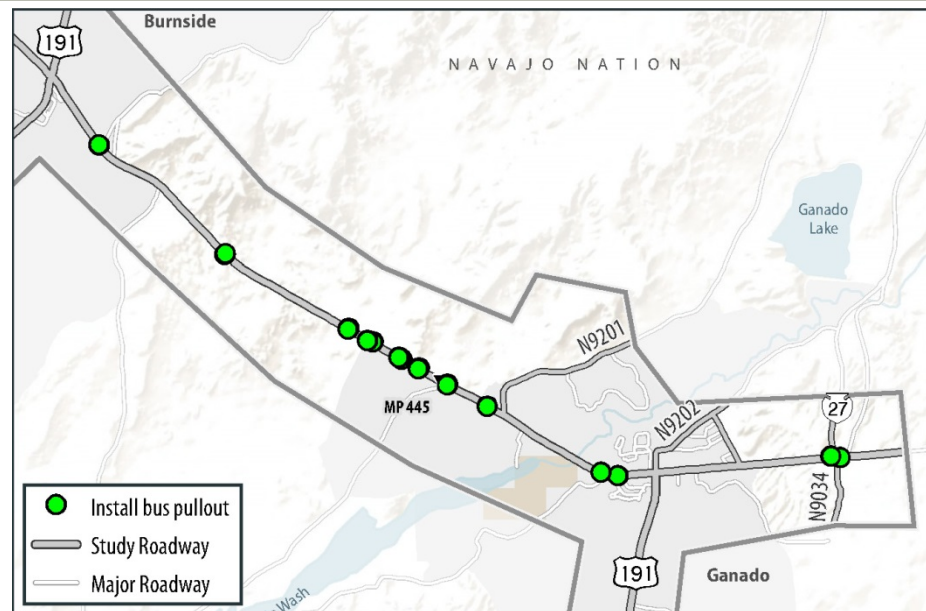 Burnside
191
NAVAJO NATION
Ganado
Lake
N9201
MP 445
N9202
27
N9034
191
Ganado
Wash
Install bus pullout
Study Roadway
Major Roadway